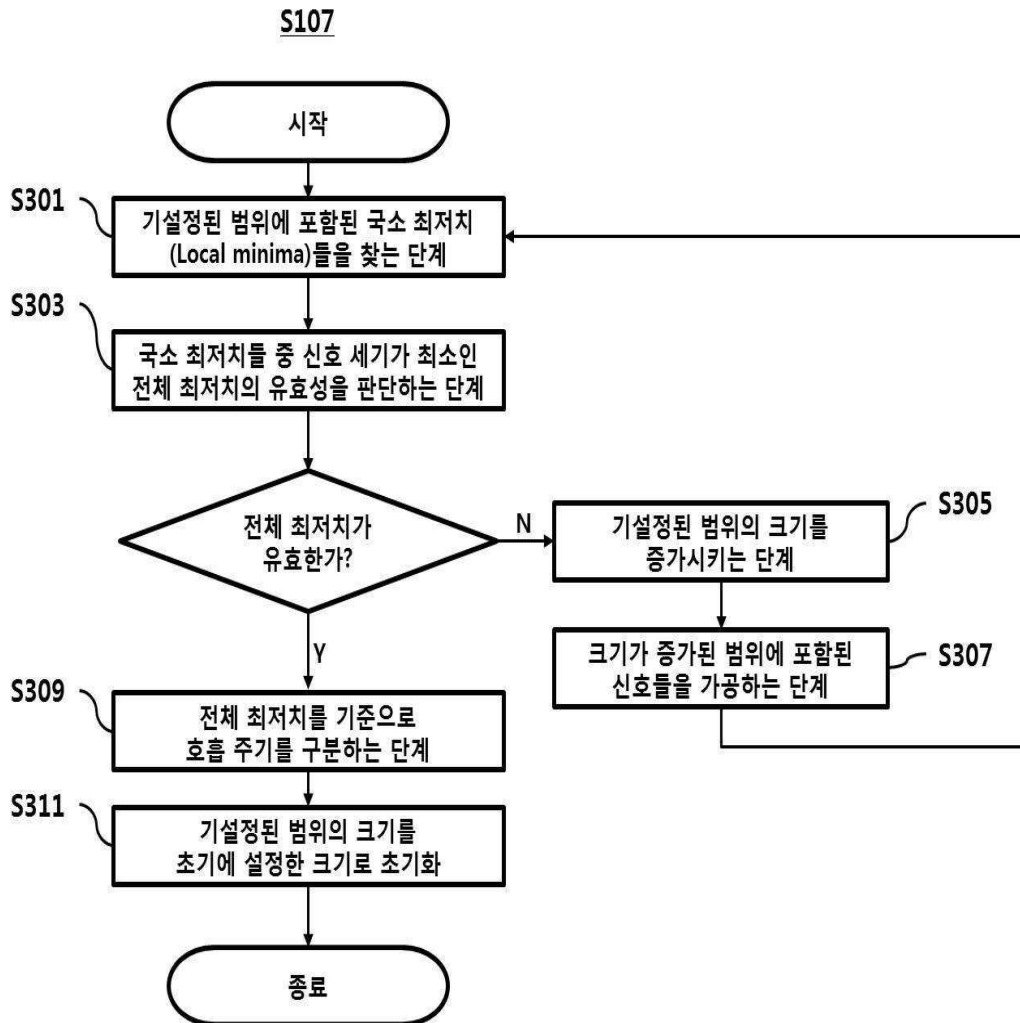 S107
시작
S301
기설정된 범위에 포함된 국소 최저치
(Local minima)들을 찾는 단계
S303
국소 최저치들 중 신호 세기가 최소인
전체 최저치의 유효성을 판단하는 단계
전체 최저치가
유효한가?
N
S305
기설정된 범위의 크기를
증가시키는 단계
크기가 증가된 범위에 포함된
신호들을 가공하는 단계
S307
Y
S309
전체 최저치를 기준으로
호흡 주기를 구분하는 단계
S311
기설정된 범위의 크기를
초기에 설정한 크기로 초기화
종료